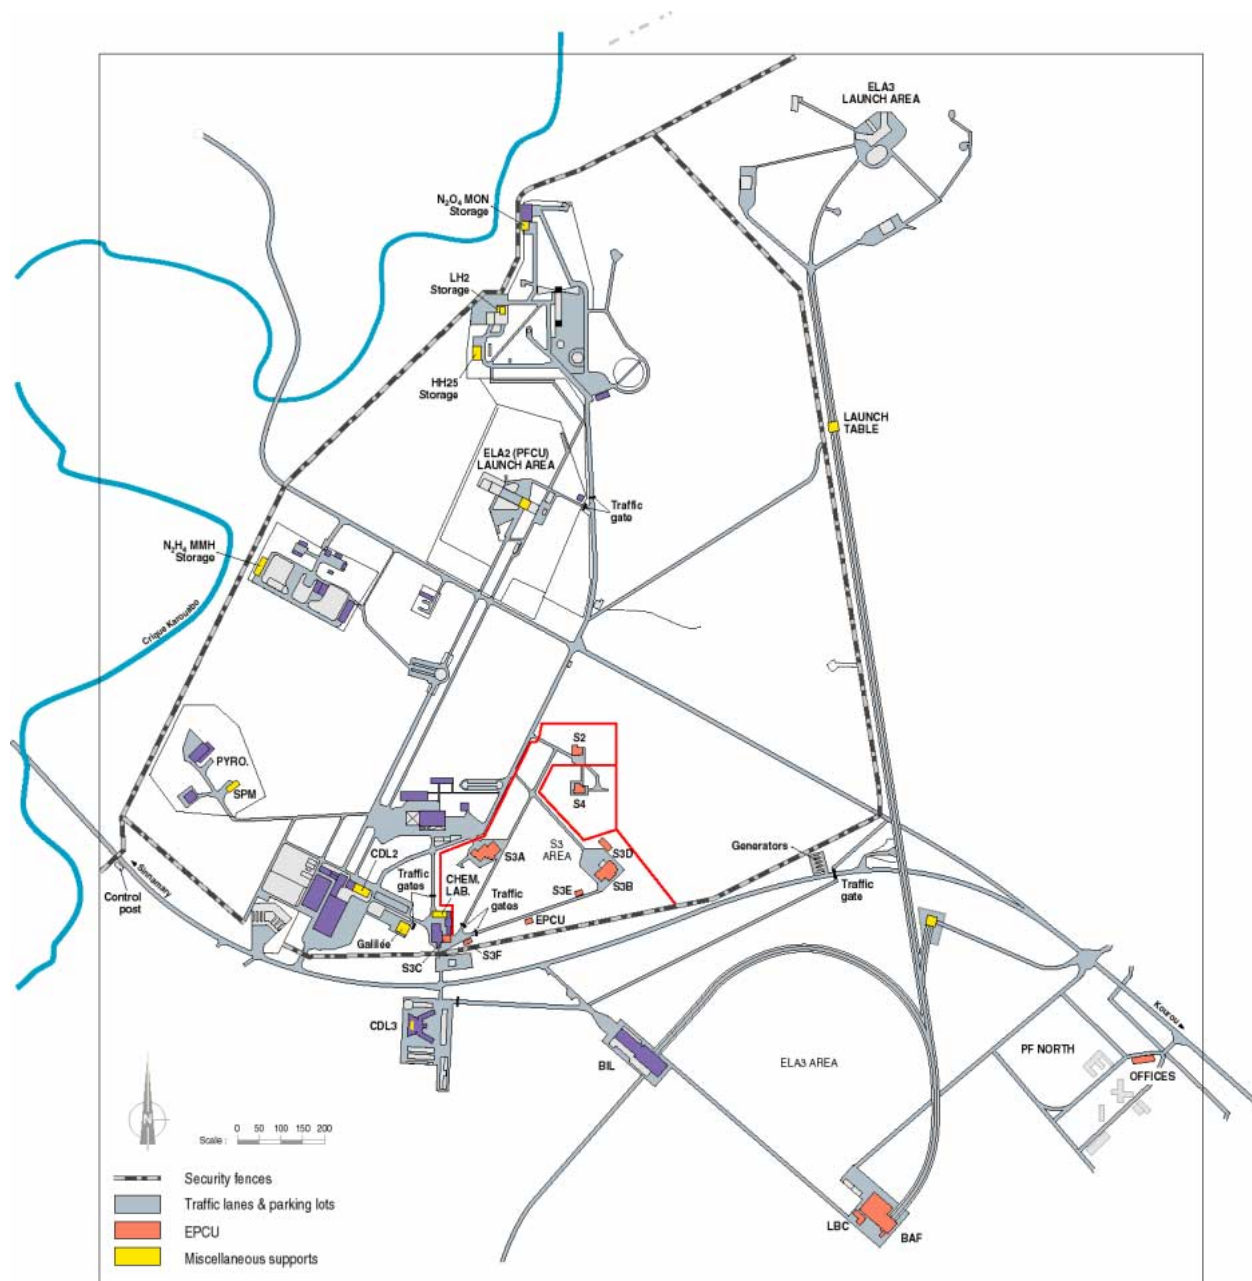 ELA3
LAUNCH AREA
N₂O₄ MON
Storage
LH2
Storage
HH25
Storage
LAUNCH
TABLE
ELA2 (PFCU)
LAUNCH AREA
Traffic
gate
N₂H₄ MMH
Storage
Crique Karouabo
S2
PYRO.
SPM
S4
S3
AREA
S3D
Generators
CDL2
S3A
Traffic
gates
CHEM.
LAB.
S3E
S3B
Traffic
gates
Traffic
gate
Sinnamary
Control
post
EPCU
Galilée
S3C
S3F
CDL3
Kourou
BIL
ELA3 AREA
PF NORTH
OFFICES
N
Scale :
0 50 100 150 200
Security fences
Traffic lanes & parking lots
EPCU
Miscellaneous supports
LBC
BAF